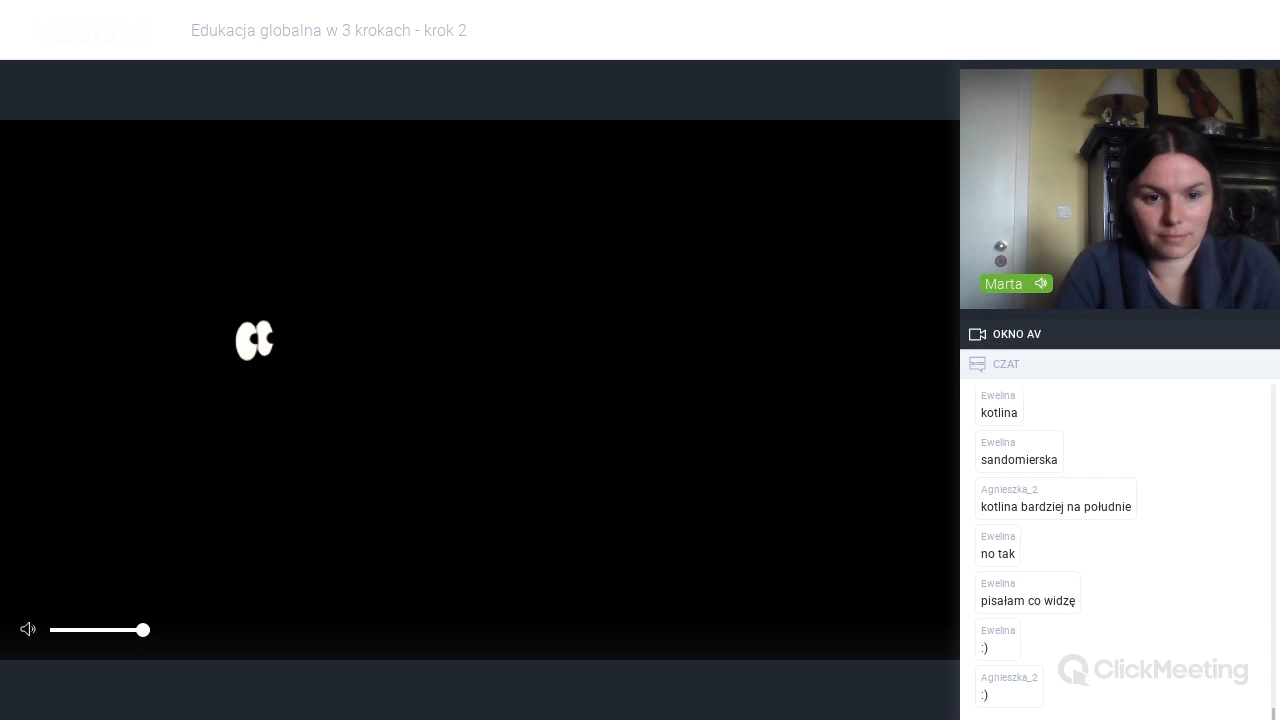 Edukacja globalna w 3 krokach - krok 2
Marta
OKNO AV
CZAT
Ewelina
kotlina
Ewelina
sandomierska
Agnieszka_2
kotlina bardziej na południe
Ewelina
no tak
Ewelina
pisałam co widzę
Ewelina
:)
Agnieszka_2
:)
ClickMeeting